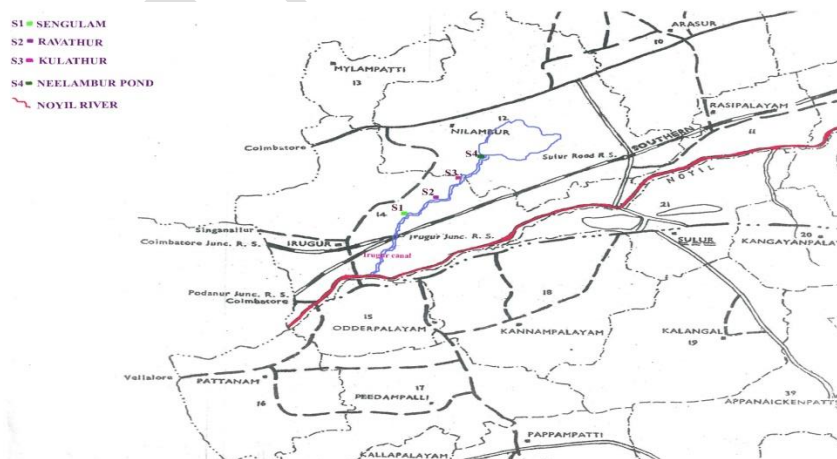 S1 SENGULAM
S2 RAVATHUR
S3 KULATHUR
S4 NEELAMBUR POND
NOYIL RIVER
ARASUR
10
MYLAMPATTI
13
RASIPALAYAM
12
NILAMBUR
SOUTHERN
11
Coimbatore
S4
Sulur Road R. S.
S3
NOYIL
S2
S1
14
21
Singanallur
Irugur Junc. R. S.
IRUGUR
Coimbatore Junc. R. S.
SULUR
20
KANGAYANPAL
Irugur canal
Podanur Junc. R. S.
Coimbatore
18
15
ODDERPALAYAM
KANNAMPALAYAM
KALANGAL
19
Vellalore
PATTANAM
17
16
PEEDAMPALLI
39
APPANAICKENPATT
PAPPAMPATTI
KALLAPALAYAM